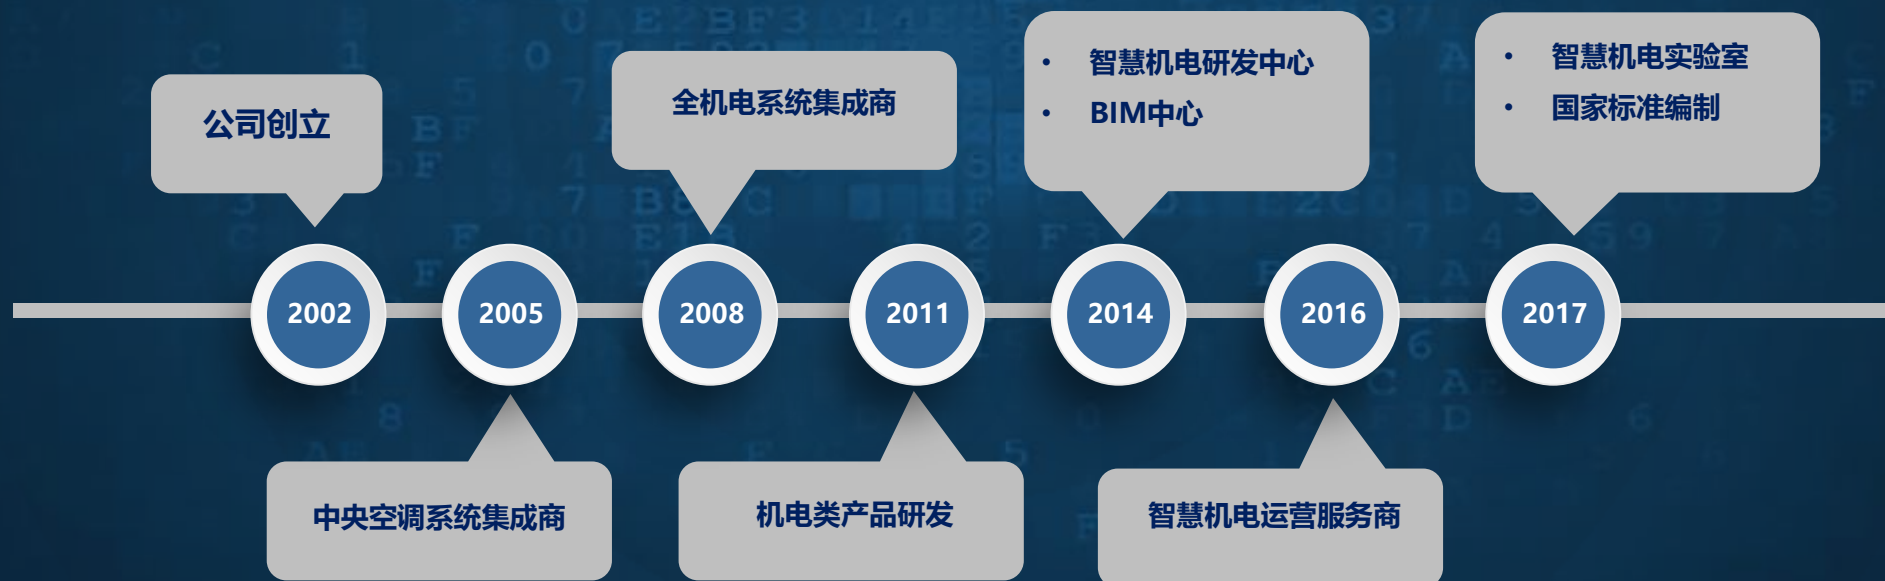 公司创立
全机电系统集成商
• 智慧机电研发中心
• BIM中心
• 智慧机电实验室
• 国家标准编制
2002
2005
2008
2011
2014
2016
2017
中央空调系统集成商
机电类产品研发
智慧机电运营服务商